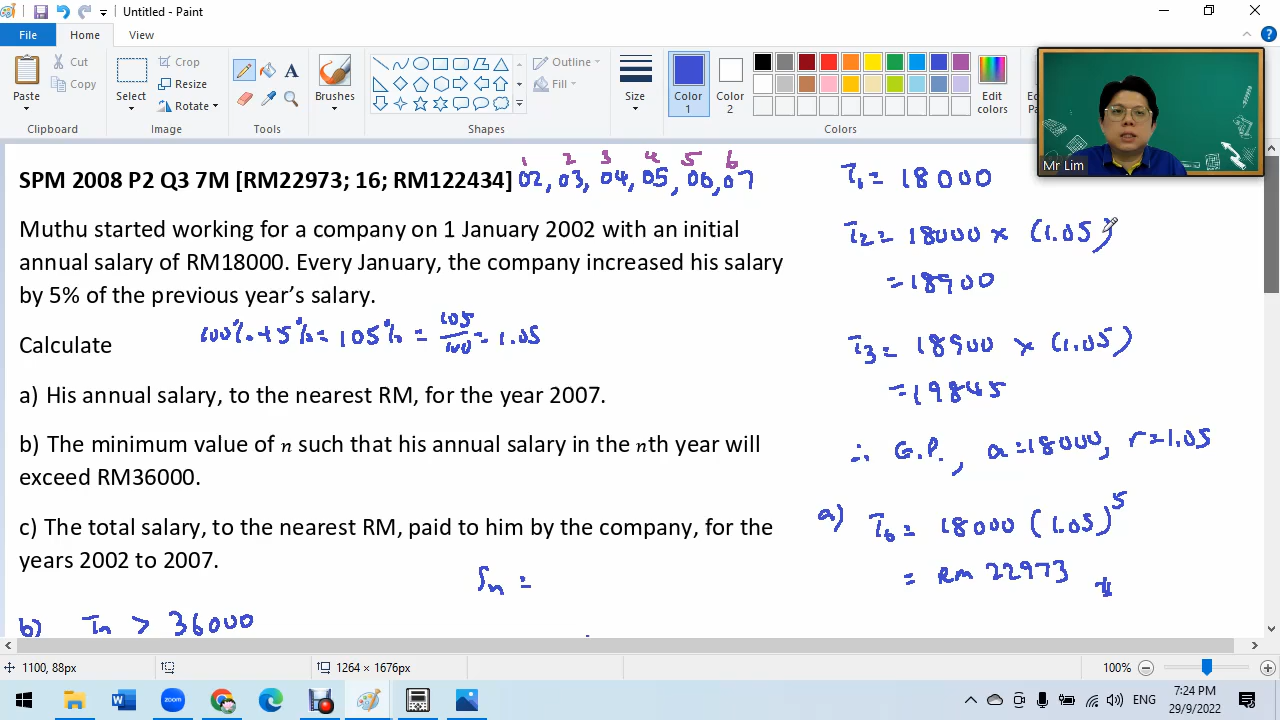 Untitled - Paint
File Home View
Paste Cut Copy
Clipboard
Select Crop Resize Rotate
Image
Tools
Brushes
Shapes
Outline
Fill
Size
Color 1
Color 2
Colors
Edit colors
Mr Lim
1 2 3 4 5 6
SPM 2008 P2 Q3 7M [RM22973; 16; RM122434] 02, 03, 04, 05, 06, 07
Muthu started working for a company on 1 January 2002 with an initial
annual salary of RM18000. Every January, the company increased his salary
by 5% of the previous year's salary.
100% + 5% = 105% = 105/100 = 1.05
Calculate
a) His annual salary, to the nearest RM, for the year 2007.
b) The minimum value of n such that his annual salary in the nth year will
exceed RM36000.
c) The total salary, to the nearest RM, paid to him by the company, for the
years 2002 to 2007.
Sn =
b) Tn > 36000
T1 = 18000
T2 = 18000 × (1.05)
= 18900
T3 = 18900 × (1.05)
= 19845
∴ G.P., a = 18000, r = 1.05
a) T6 = 18000 (1.05)^5
= RM 22973
1100, 88px
1264 × 1676px
100%
ENG
7:24 PM
29/9/2022